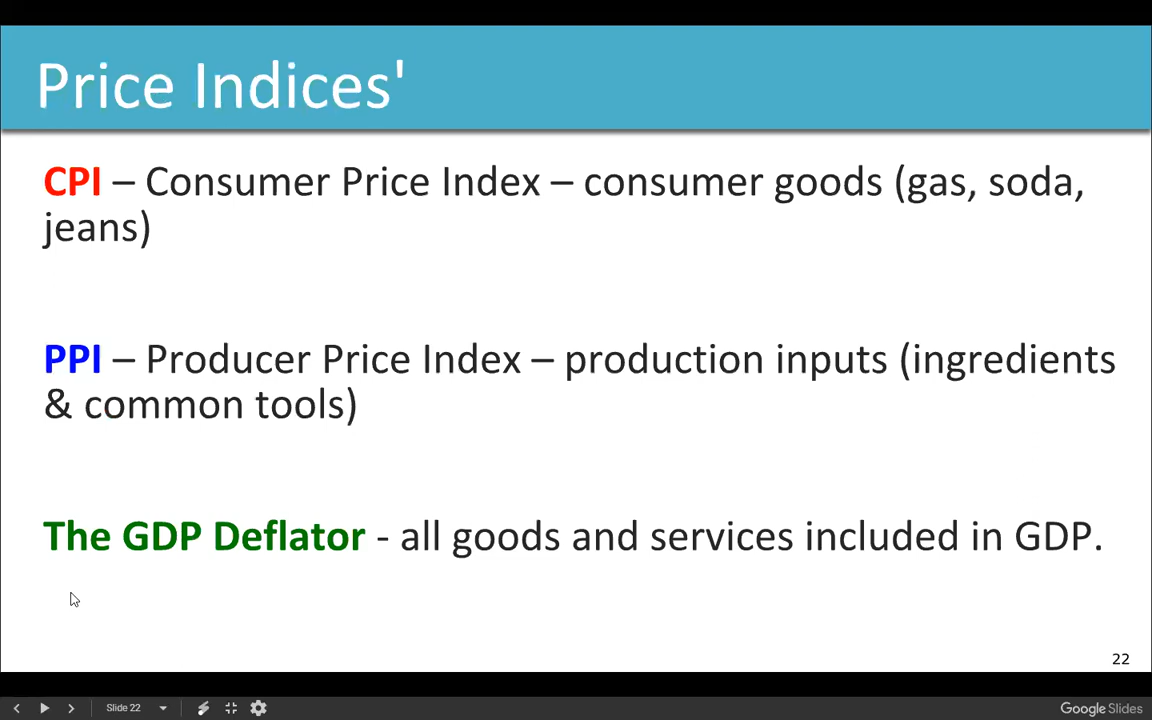 Price Indices'
CPI – Consumer Price Index – consumer goods (gas, soda,
jeans)
PPI – Producer Price Index – production inputs (ingredients
& common tools)
The GDP Deflator - all goods and services included in GDP.
22
Slide 22
Google Slides